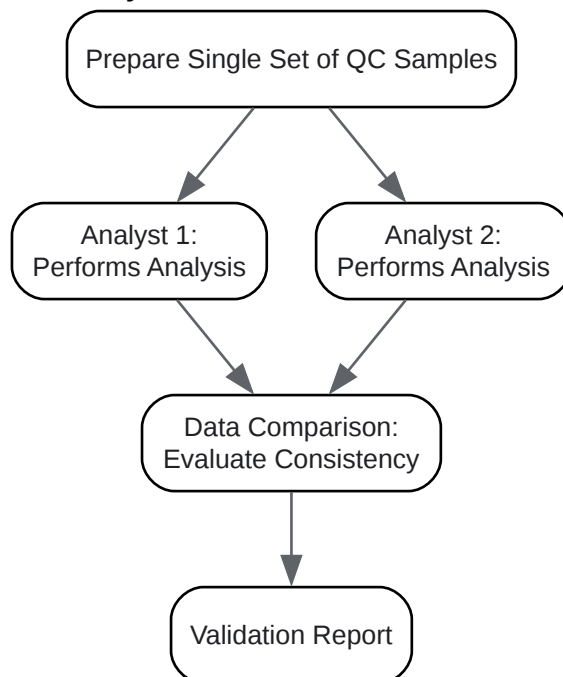 Prepare Single Set of QC Samples
Analyst 1:
Performs Analysis
Analyst 2:
Performs Analysis
Data Comparison:
Evaluate Consistency
Validation Report